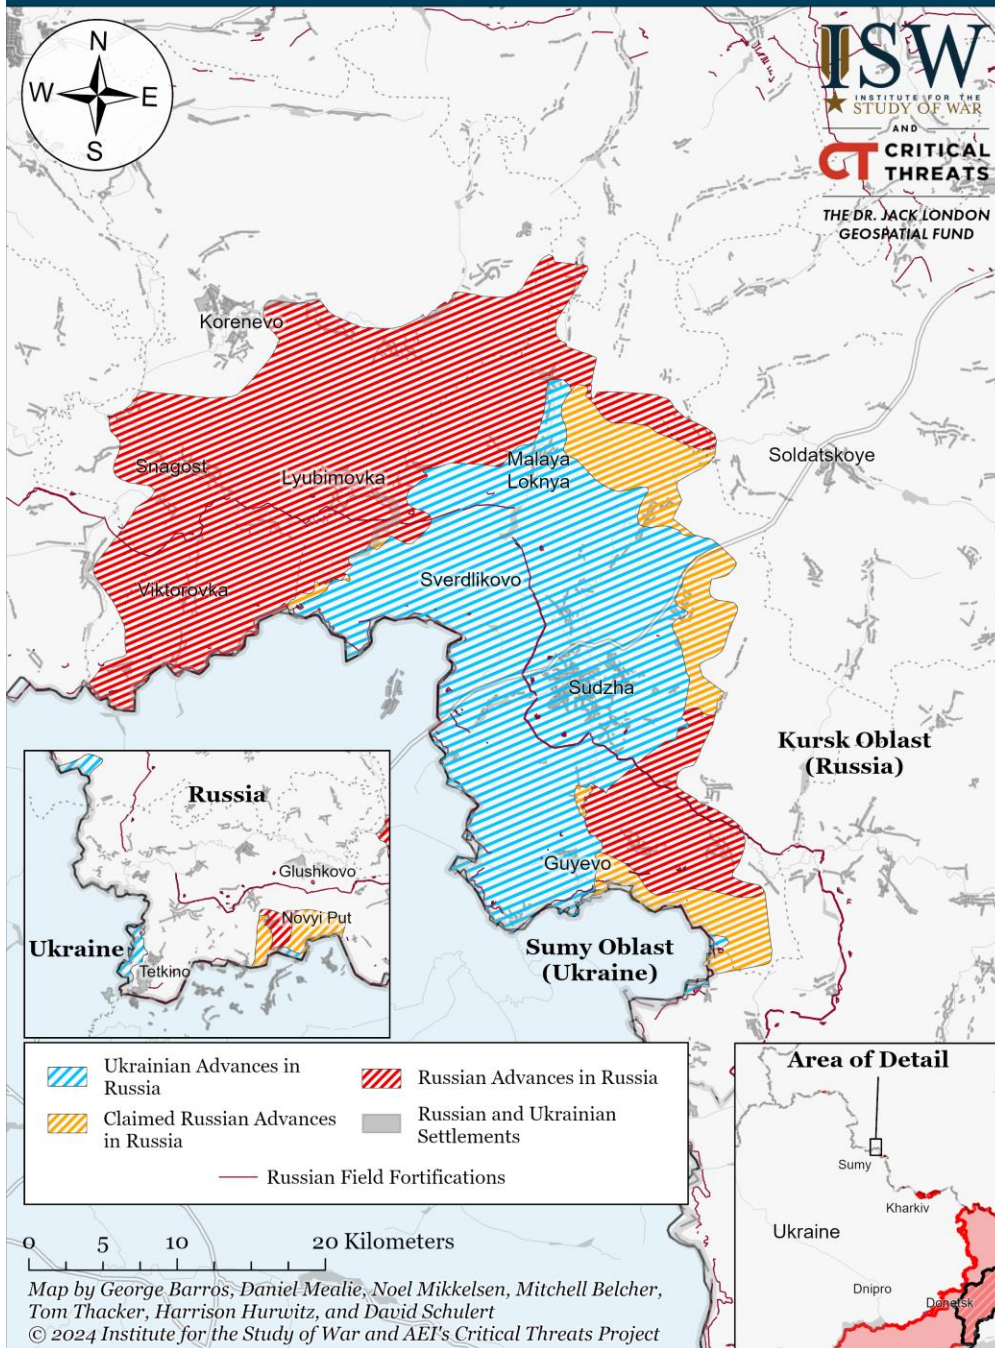 N
W E
S
ISW
INSTITUTE FOR THE
STUDY OF WAR
AND
CT CRITICAL
THREATS
THE DR. JACK LONDON
GEOSPATIAL FUND
Korenevo
Snagost
Lyubimovka
Malaya
Loknya
Soldatskoye
Viktorovka
Sverdlikovo
Sudzha
Kursk Oblast
(Russia)
Guyevo
Sumy Oblast
(Ukraine)
Russia
Glushkovo
Novyi Put
Ukraine
Tetkino
Ukrainian Advances in
Russia
Russian Advances in Russia
Claimed Russian Advances
in Russia
Russian and Ukrainian
Settlements
Russian Field Fortifications
Area of Detail
Sumy
Kharkiv
Ukraine
Dnipro
Donetsk
0 5 10 20 Kilometers
Map by George Barros, Daniel Mealie, Noel Mikkelsen, Mitchell Belcher,
Tom Thacker, Harrison Hurwitz, and David Schulert
© 2024 Institute for the Study of War and AEI's Critical Threats Project